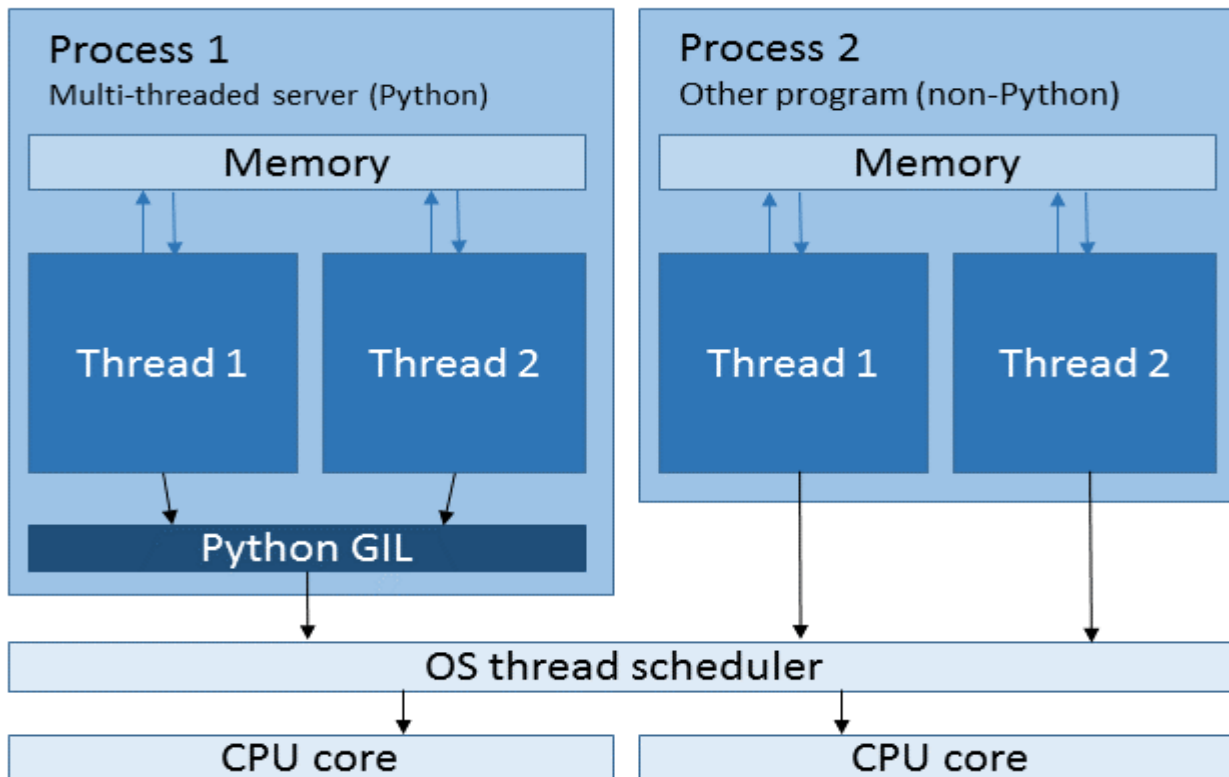 Process 1
Multi-threaded server (Python)
Memory
Thread 1
Thread 2
Python GIL
Process 2
Other program (non-Python)
Memory
Thread 1
Thread 2
OS thread scheduler
CPU core
CPU core